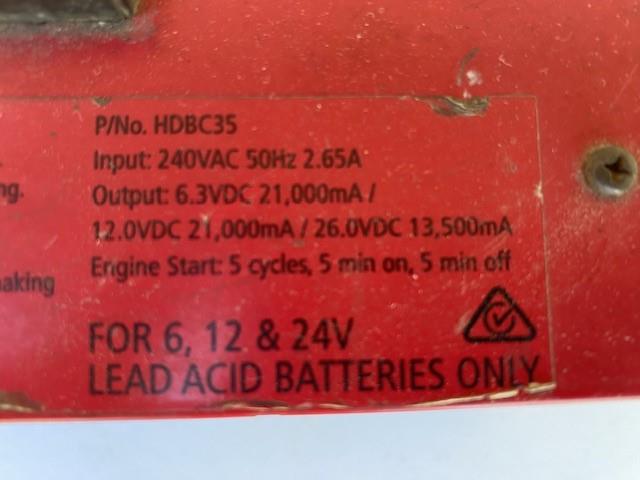 P/No. HDBC35
Input: 240VAC 50Hz 2.65A
ng.
Output: 6.3VDC 21,000mA /
12.0VDC 21,000mA / 26.0VDC 13,500mA
Engine Start: 5 cycles, 5 min on, 5 min off
aking
FOR 6, 12 & 24V
LEAD ACID BATTERIES ONLY